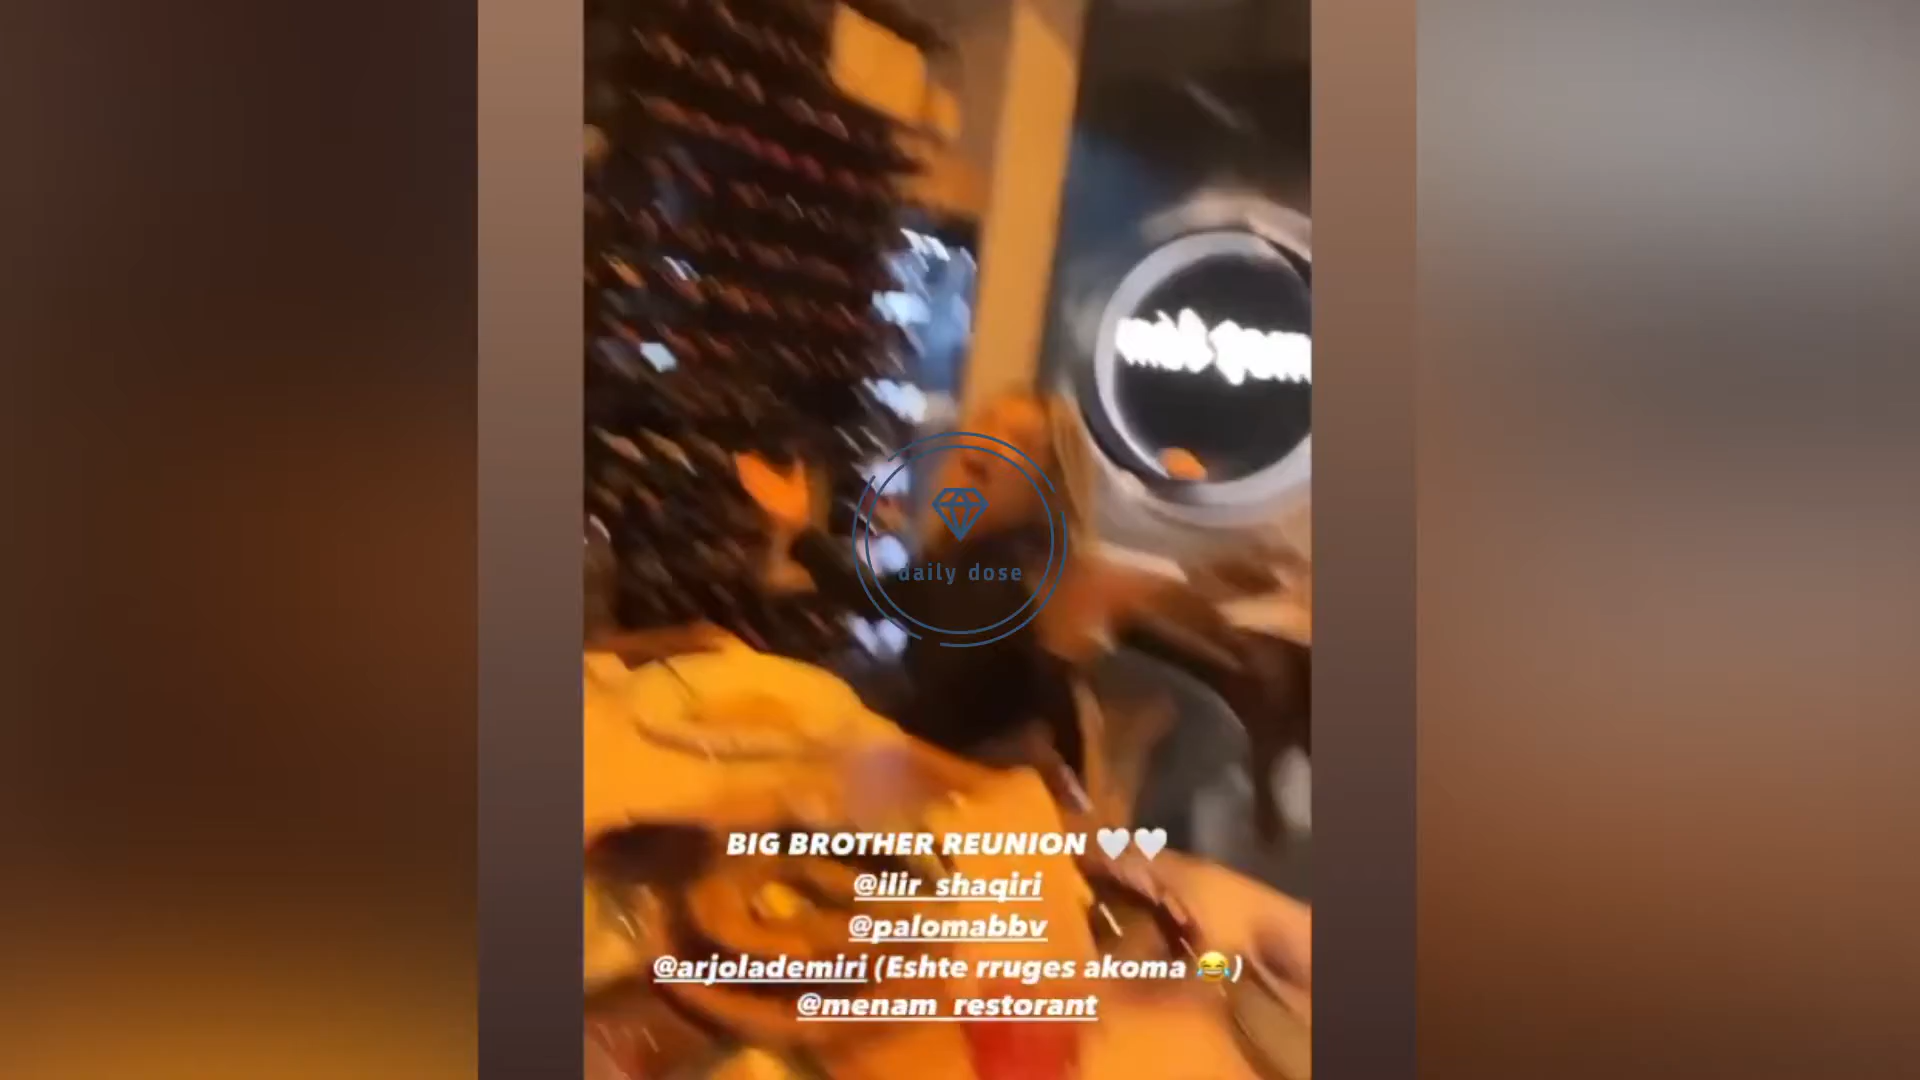 daily dose
BIG BROTHER REUNION 🤍🤍
@ilir_shaqiri
@palomabbv
@arjolademiri (Eshte rruges akoma 😂)
@menam_restorant